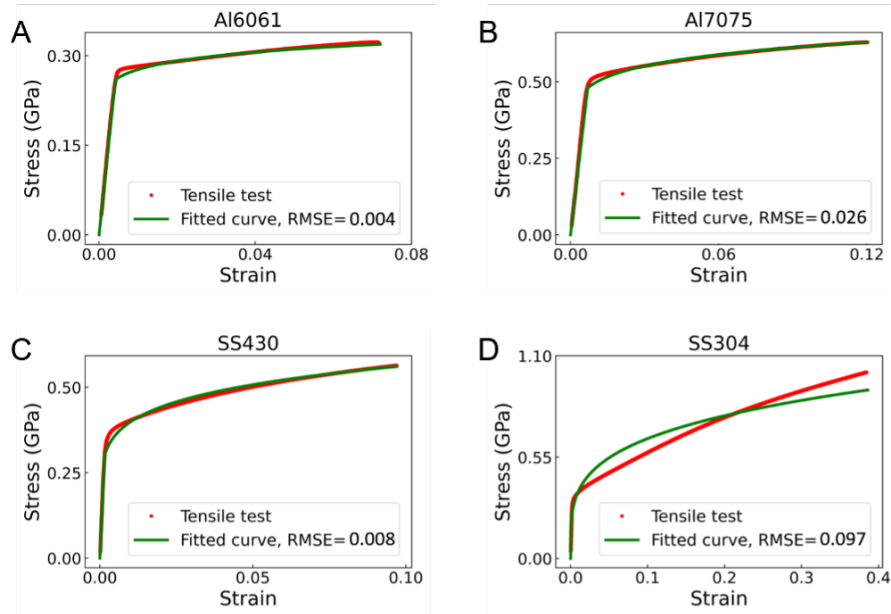 A
Al6061
Stress (GPa)
0.30
0.15
0.00
Tensile test
Fitted curve, RMSE= 0.004
0.00
0.04
0.08
Strain
B
Al7075
Stress (GPa)
0.50
0.25
0.00
Tensile test
Fitted curve, RMSE= 0.026
0.00
0.06
0.12
Strain
C
SS430
Stress (GPa)
0.50
0.25
0.00
Tensile test
Fitted curve, RMSE= 0.008
0.00
0.05
0.10
Strain
D
SS304
Stress (GPa)
1.10
0.55
0.00
Tensile test
Fitted curve, RMSE= 0.097
0.0
0.1
0.2
0.3
0.4
Strain